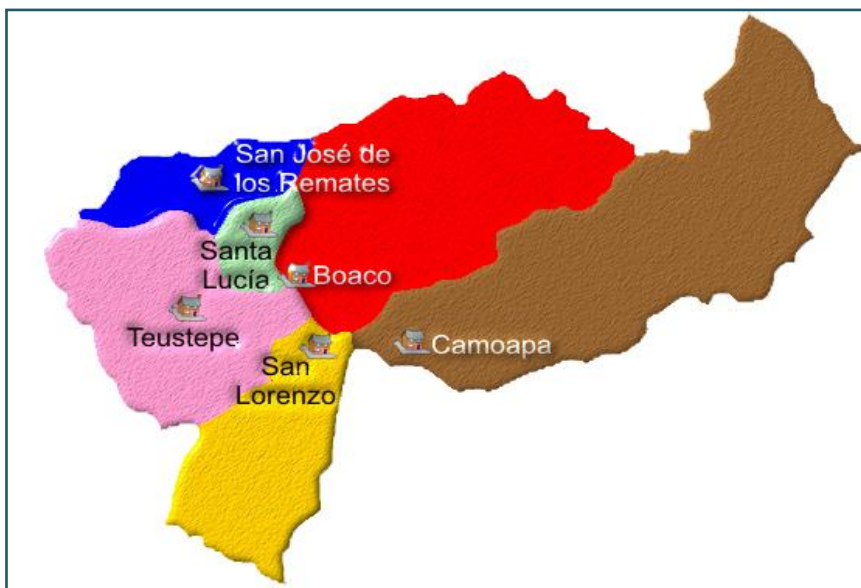 San José de
los Remates
Santa
Lucía
Boaco
Teustepe
San
Lorenzo
Camoapa